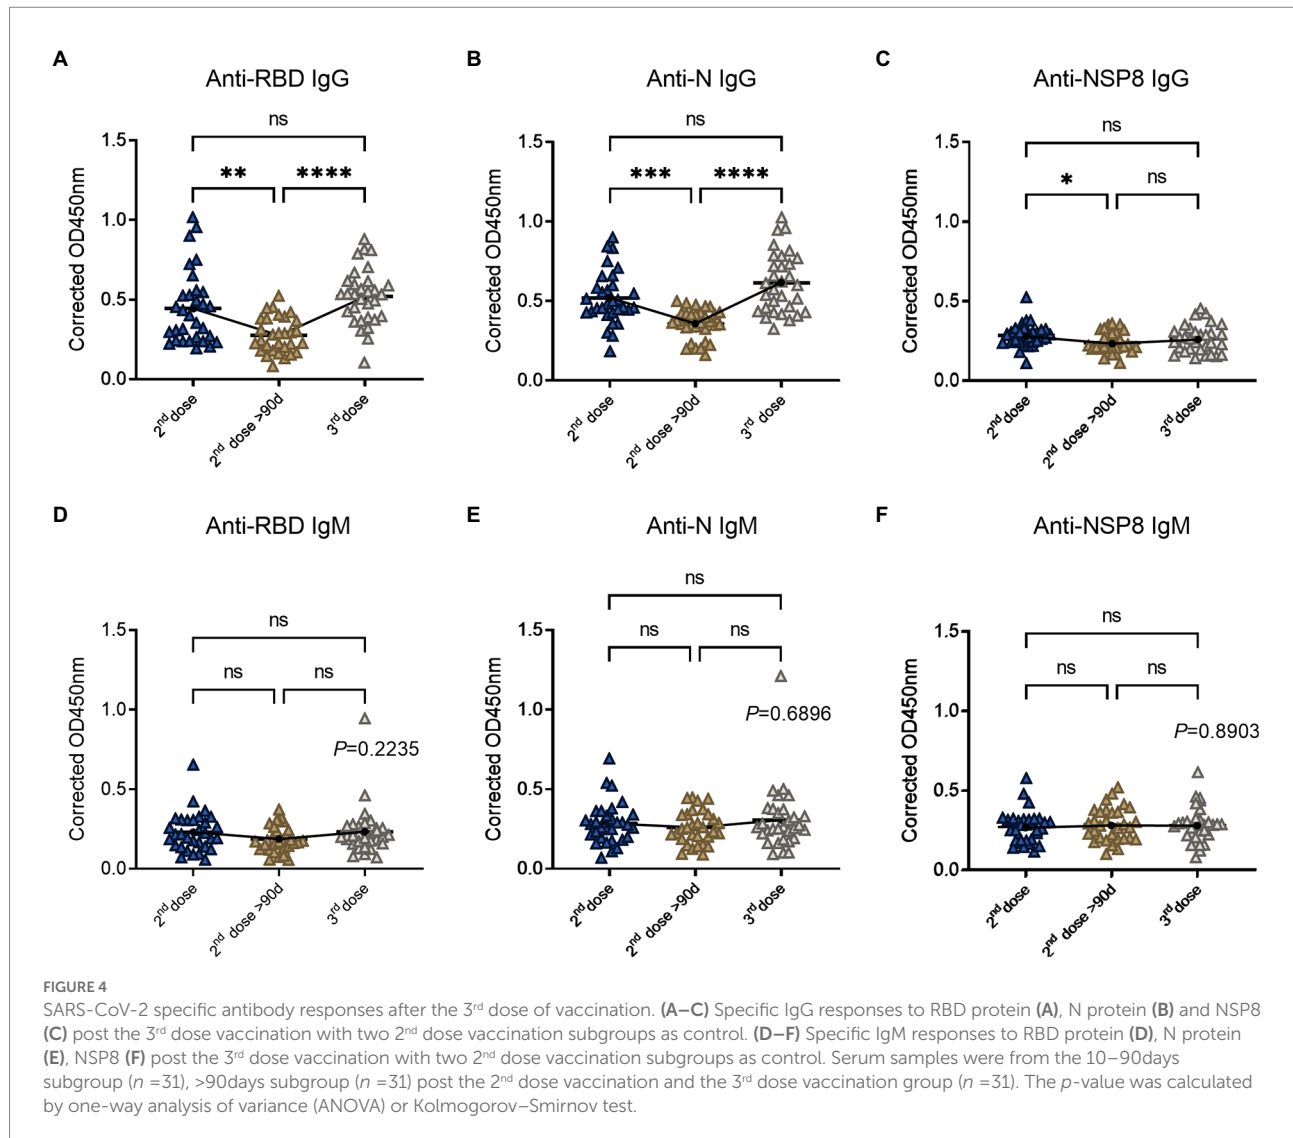 A
Anti-RBD IgG
ns
** ****
Corrected OD450nm
1.5
1.0
0.5
0.0
2nd dose
2nd dose >90d
3rd dose
B
Anti-N IgG
ns
*** ****
Corrected OD450nm
1.5
1.0
0.5
0.0
2nd dose
2nd dose >90d
3rd dose
C
Anti-NSP8 IgG
ns
* ns
Corrected OD450nm
1.5
1.0
0.5
0.0
2nd dose
2nd dose >90d
3rd dose
D
Anti-RBD IgM
ns
ns ns
P=0.2235
Corrected OD450nm
1.5
1.0
0.5
0.0
2nd dose
2nd dose >90d
3rd dose
E
Anti-N IgM
ns
ns ns
P=0.6896
Corrected OD450nm
1.5
1.0
0.5
0.0
2nd dose
2nd dose >90d
3rd dose
F
Anti-NSP8 IgM
ns
ns ns
P=0.8903
Corrected OD450nm
1.5
1.0
0.5
0.0
2nd dose
2nd dose >90d
3rd dose
FIGURE 4
SARS-CoV-2 specific antibody responses after the 3rd dose of vaccination. (A–C) Specific IgG responses to RBD protein (A), N protein (B) and NSP8
(C) post the 3rd dose vaccination with two 2nd dose vaccination subgroups as control. (D–F) Specific IgM responses to RBD protein (D), N protein
(E), NSP8 (F) post the 3rd dose vaccination with two 2nd dose vaccination subgroups as control. Serum samples were from the 10–90days
subgroup (n =31), >90days subgroup (n =31) post the 2nd dose vaccination and the 3rd dose vaccination group (n =31). The p-value was calculated
by one-way analysis of variance (ANOVA) or Kolmogorov–Smirnov test.